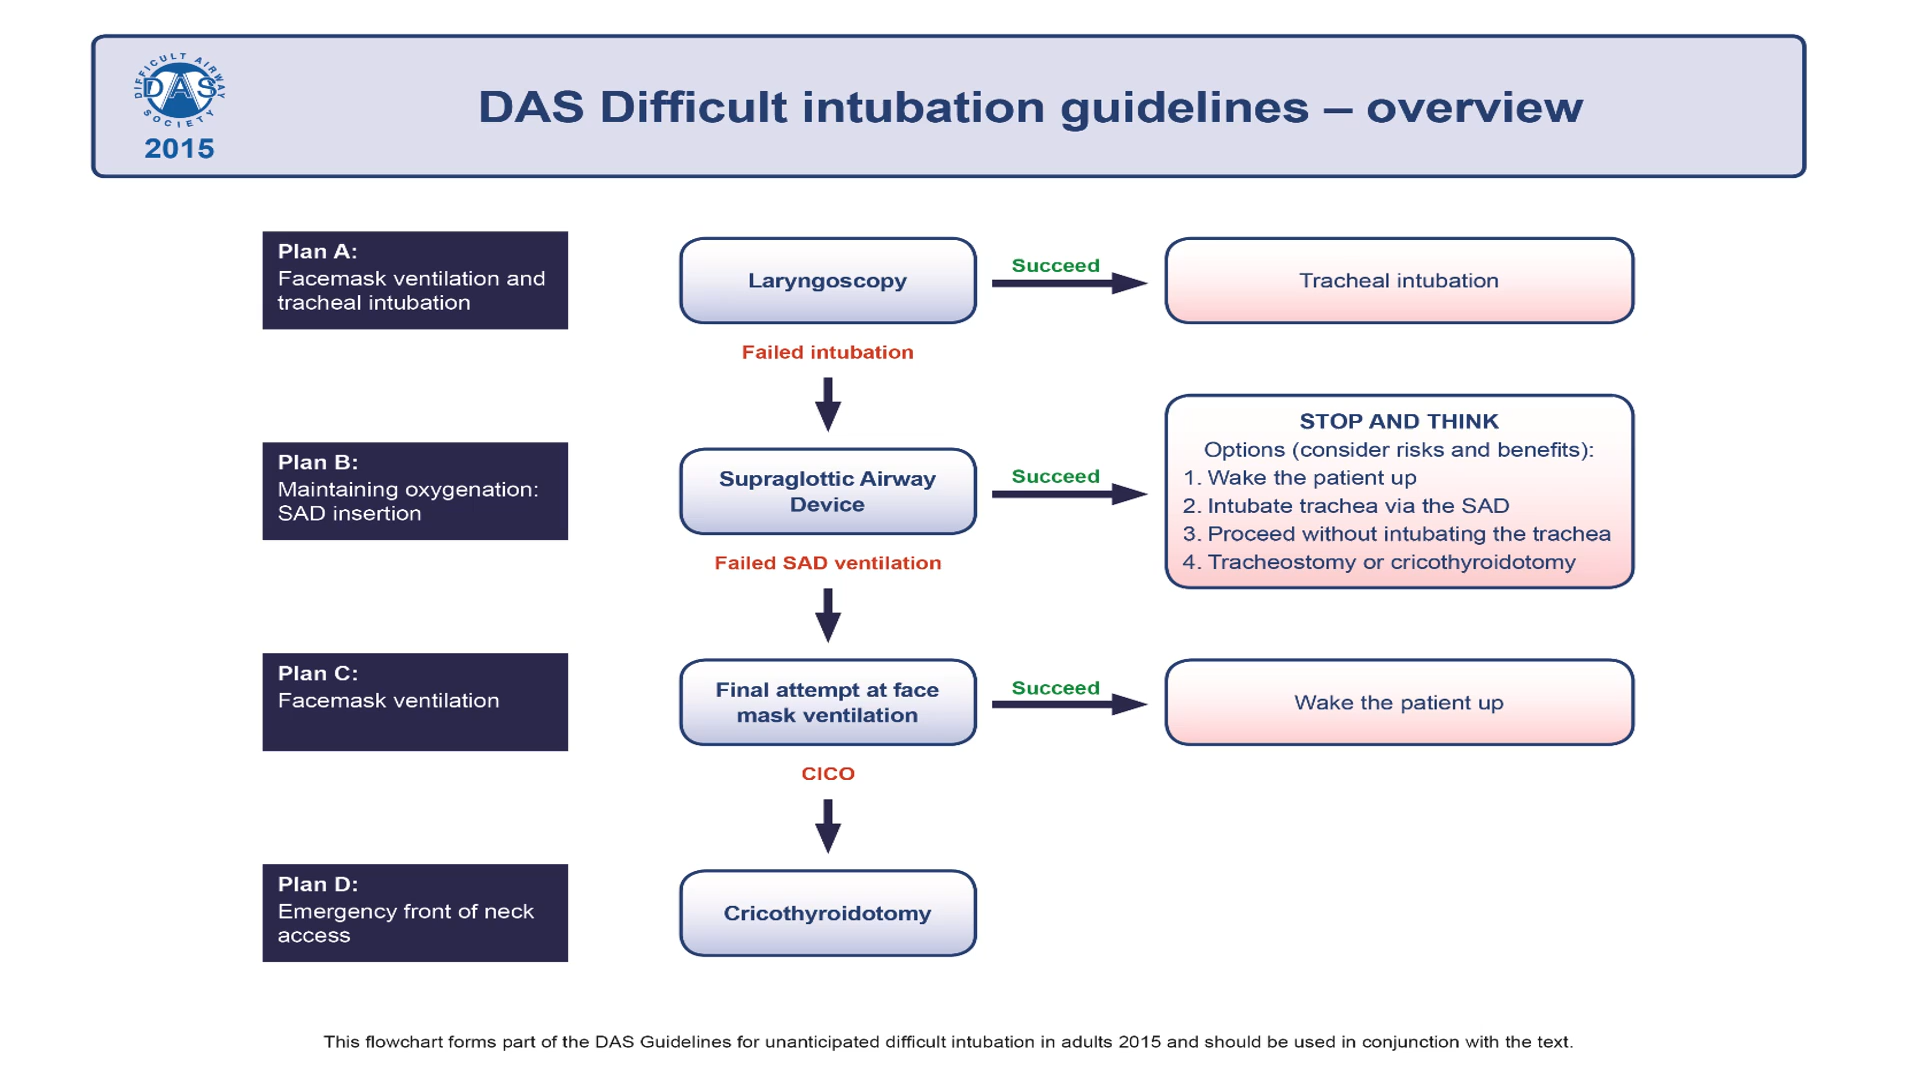 DIFFICULT AIRWAY
DAS
SOCIETY
2015
DAS Difficult intubation guidelines – overview
Plan A:
Facemask ventilation and
tracheal intubation
Laryngoscopy
Succeed
Tracheal intubation
Failed intubation
Plan B:
Maintaining oxygenation:
SAD insertion
Supraglottic Airway
Device
Succeed
STOP AND THINK
Options (consider risks and benefits):
1. Wake the patient up
2. Intubate trachea via the SAD
3. Proceed without intubating the trachea
4. Tracheostomy or cricothyroidotomy
Failed SAD ventilation
Plan C:
Facemask ventilation
Final attempt at face
mask ventilation
Succeed
Wake the patient up
CICO
Plan D:
Emergency front of neck
access
Cricothyroidotomy
This flowchart forms part of the DAS Guidelines for unanticipated difficult intubation in adults 2015 and should be used in conjunction with the text.